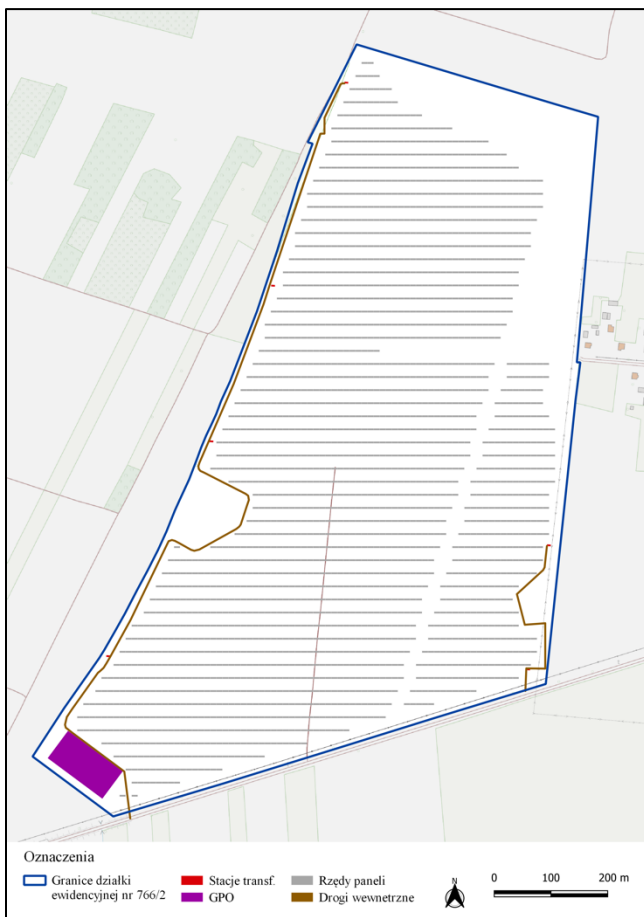 Oznaczenia
Granice działki
ewidencyjnej nr 766/2
Stacje transf.
GPO
Rzędy paneli
Drogi wewnetrzne
N
0 100 200 m